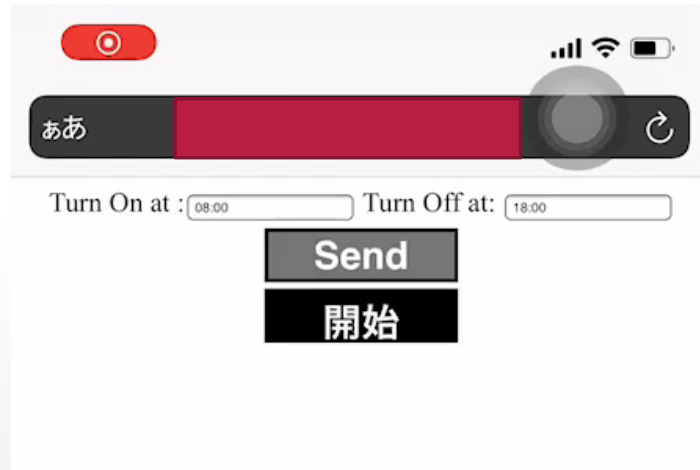 ぁあ
Turn On at : 08:00 Turn Off at: 18:00
Send
開始